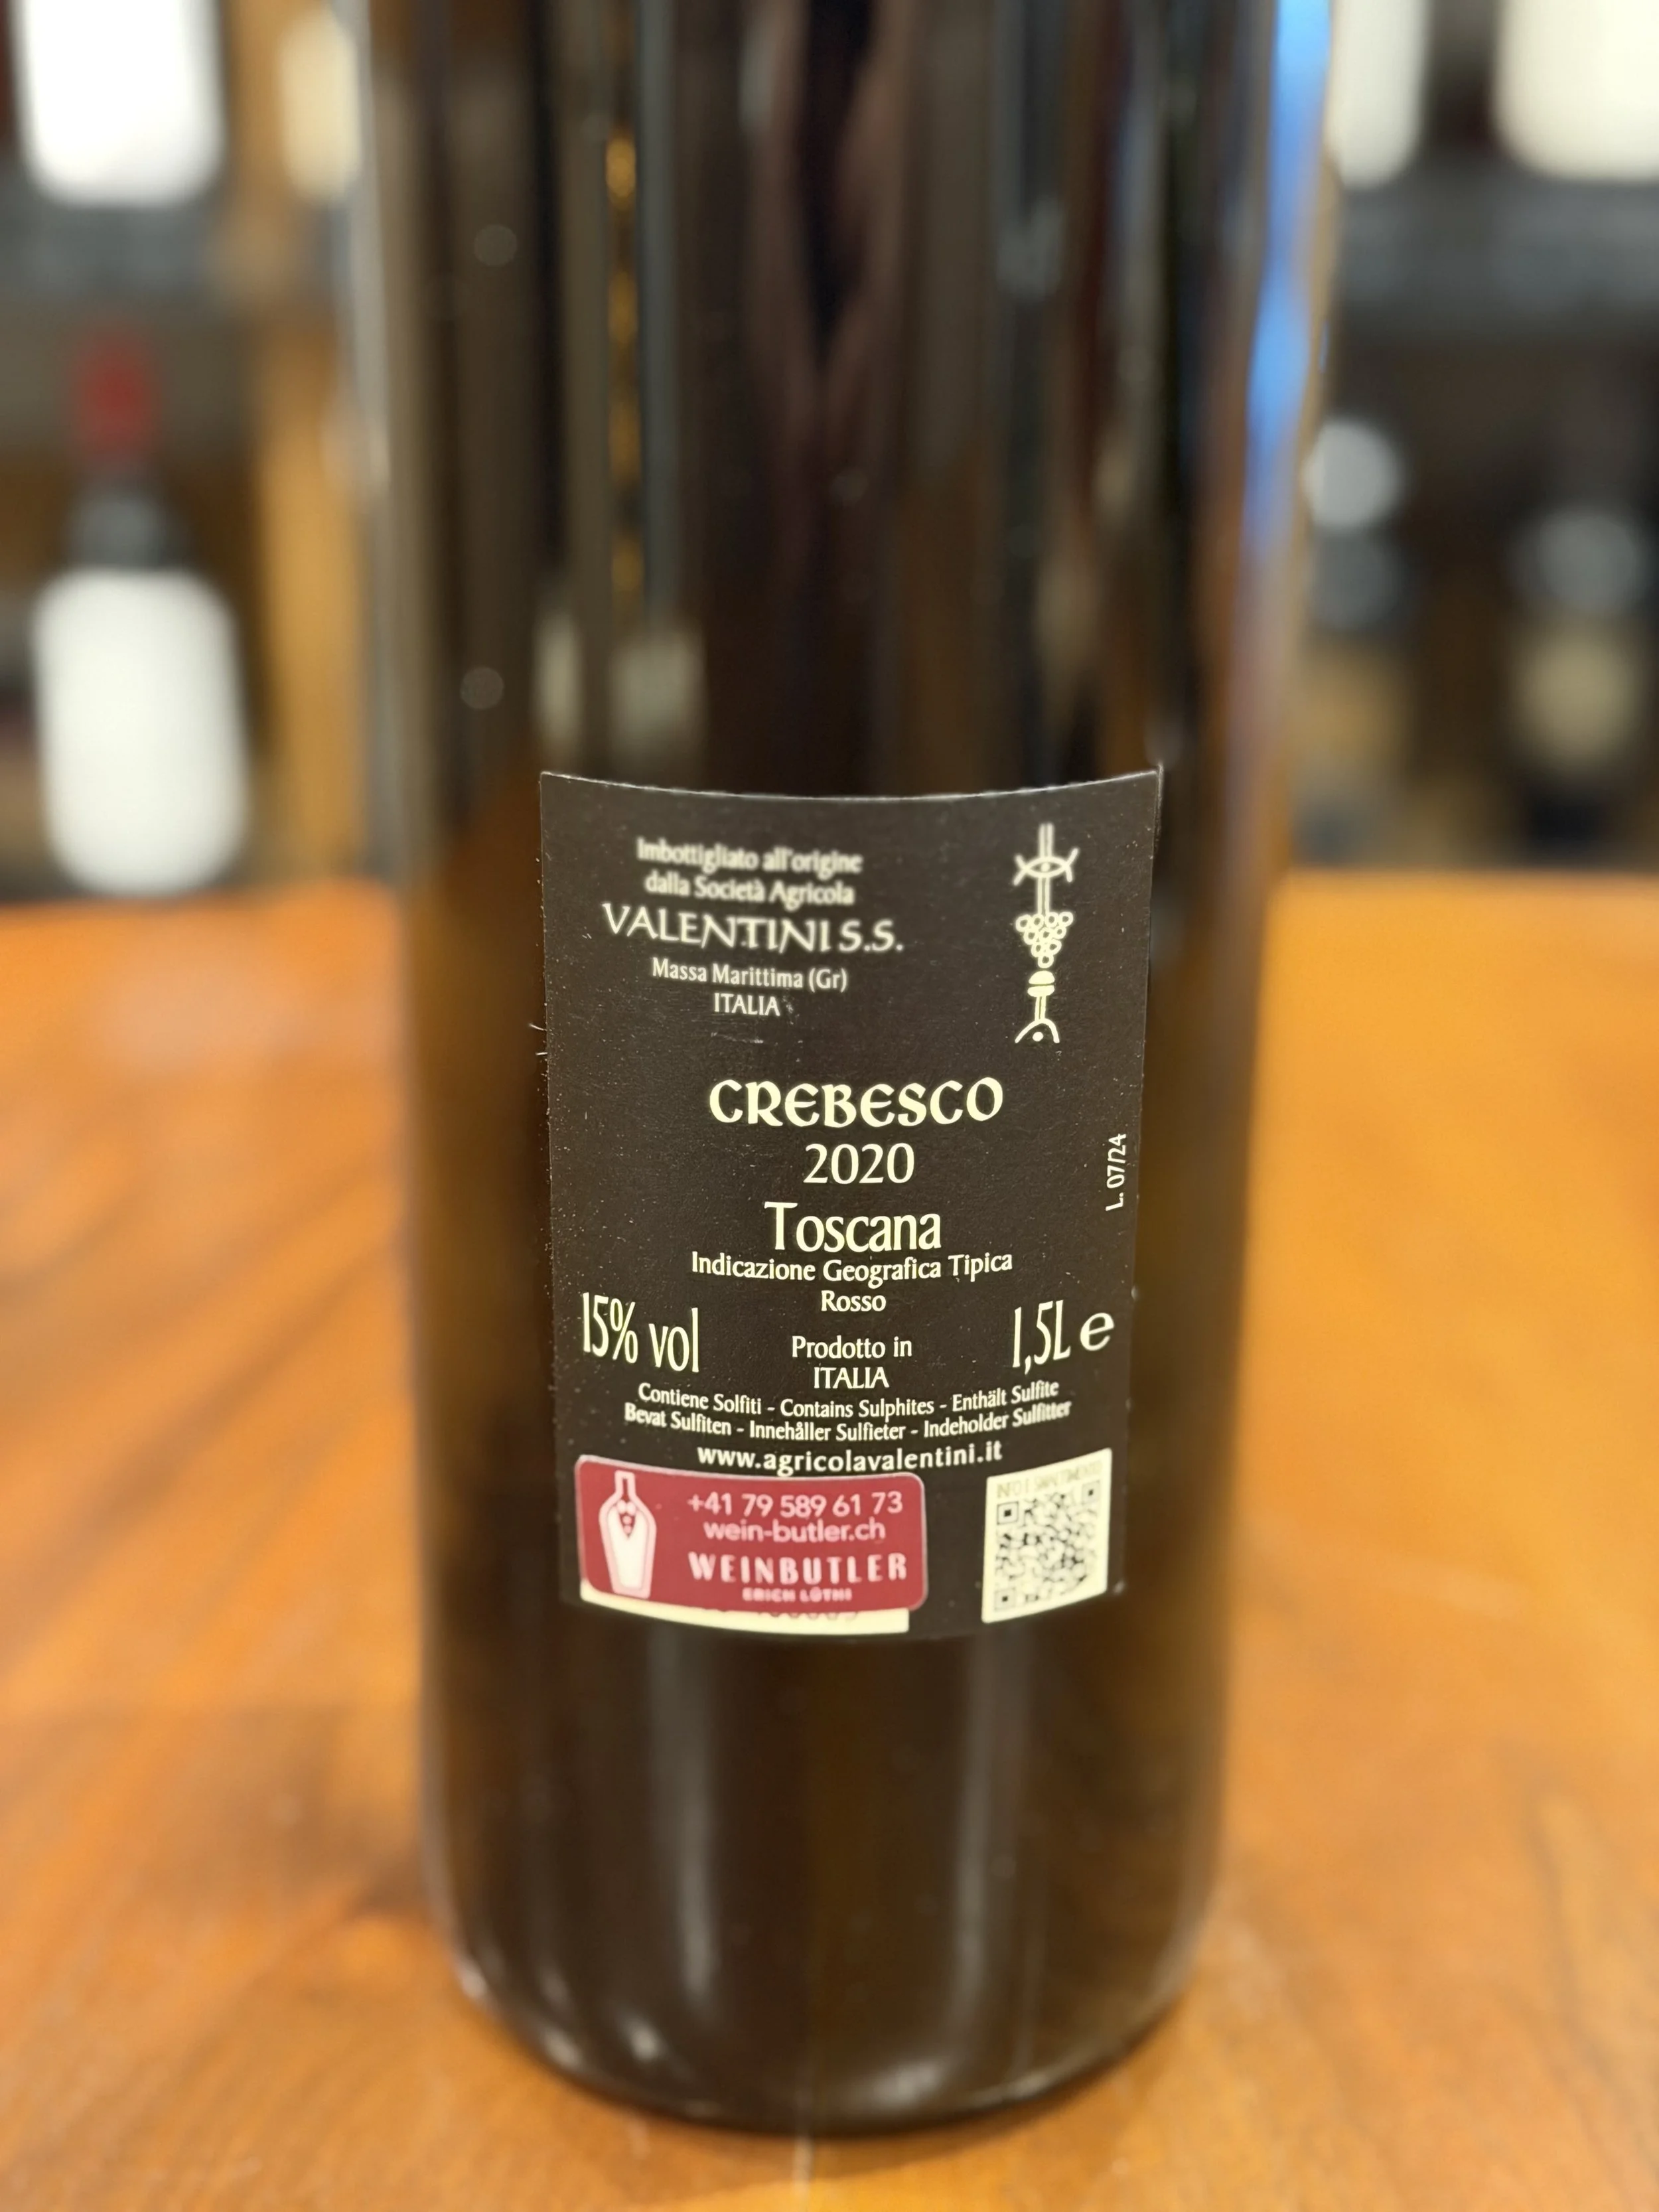 Imbottigliato all'origine
dalla Società Agricola
VALENTINI S.S.
Massa Marittima (Gr)
ITALIA
CREBESCO
2020
Toscana
Indicazione Geografica Tipica
Rosso
L. 07/24
15% vol
Prodotto in
ITALIA
1,5L e
Contiene Solfiti - Contains Sulphites - Enthält Sulfite
Bevat Sulfiten - Innehåller Sulfieter - Indeholder Sulfitter
www.agricolavalentini.it
+41 79 589 61 73
wein-butler.ch
WEINBUTLER
ERICH LÜTHI